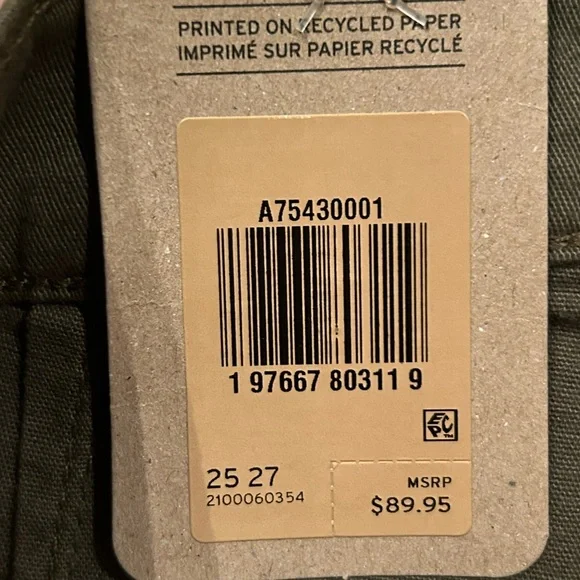 PRINTED ON RECYCLED PAPER
IMPRIMÉ SUR PAPIER RECYCLÉ
A75430001
1 97667 80311 9
EPC™
25 27
2100060354
MSRP
$89.95